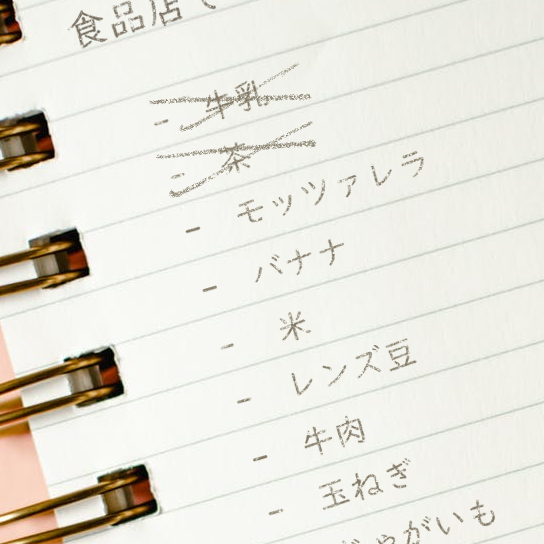 食品店で
- 牛乳
- 茶
- モッツァレラ
- バナナ
- 米
- レンズ豆
- 牛肉
- 玉ねぎ
じゃがいも